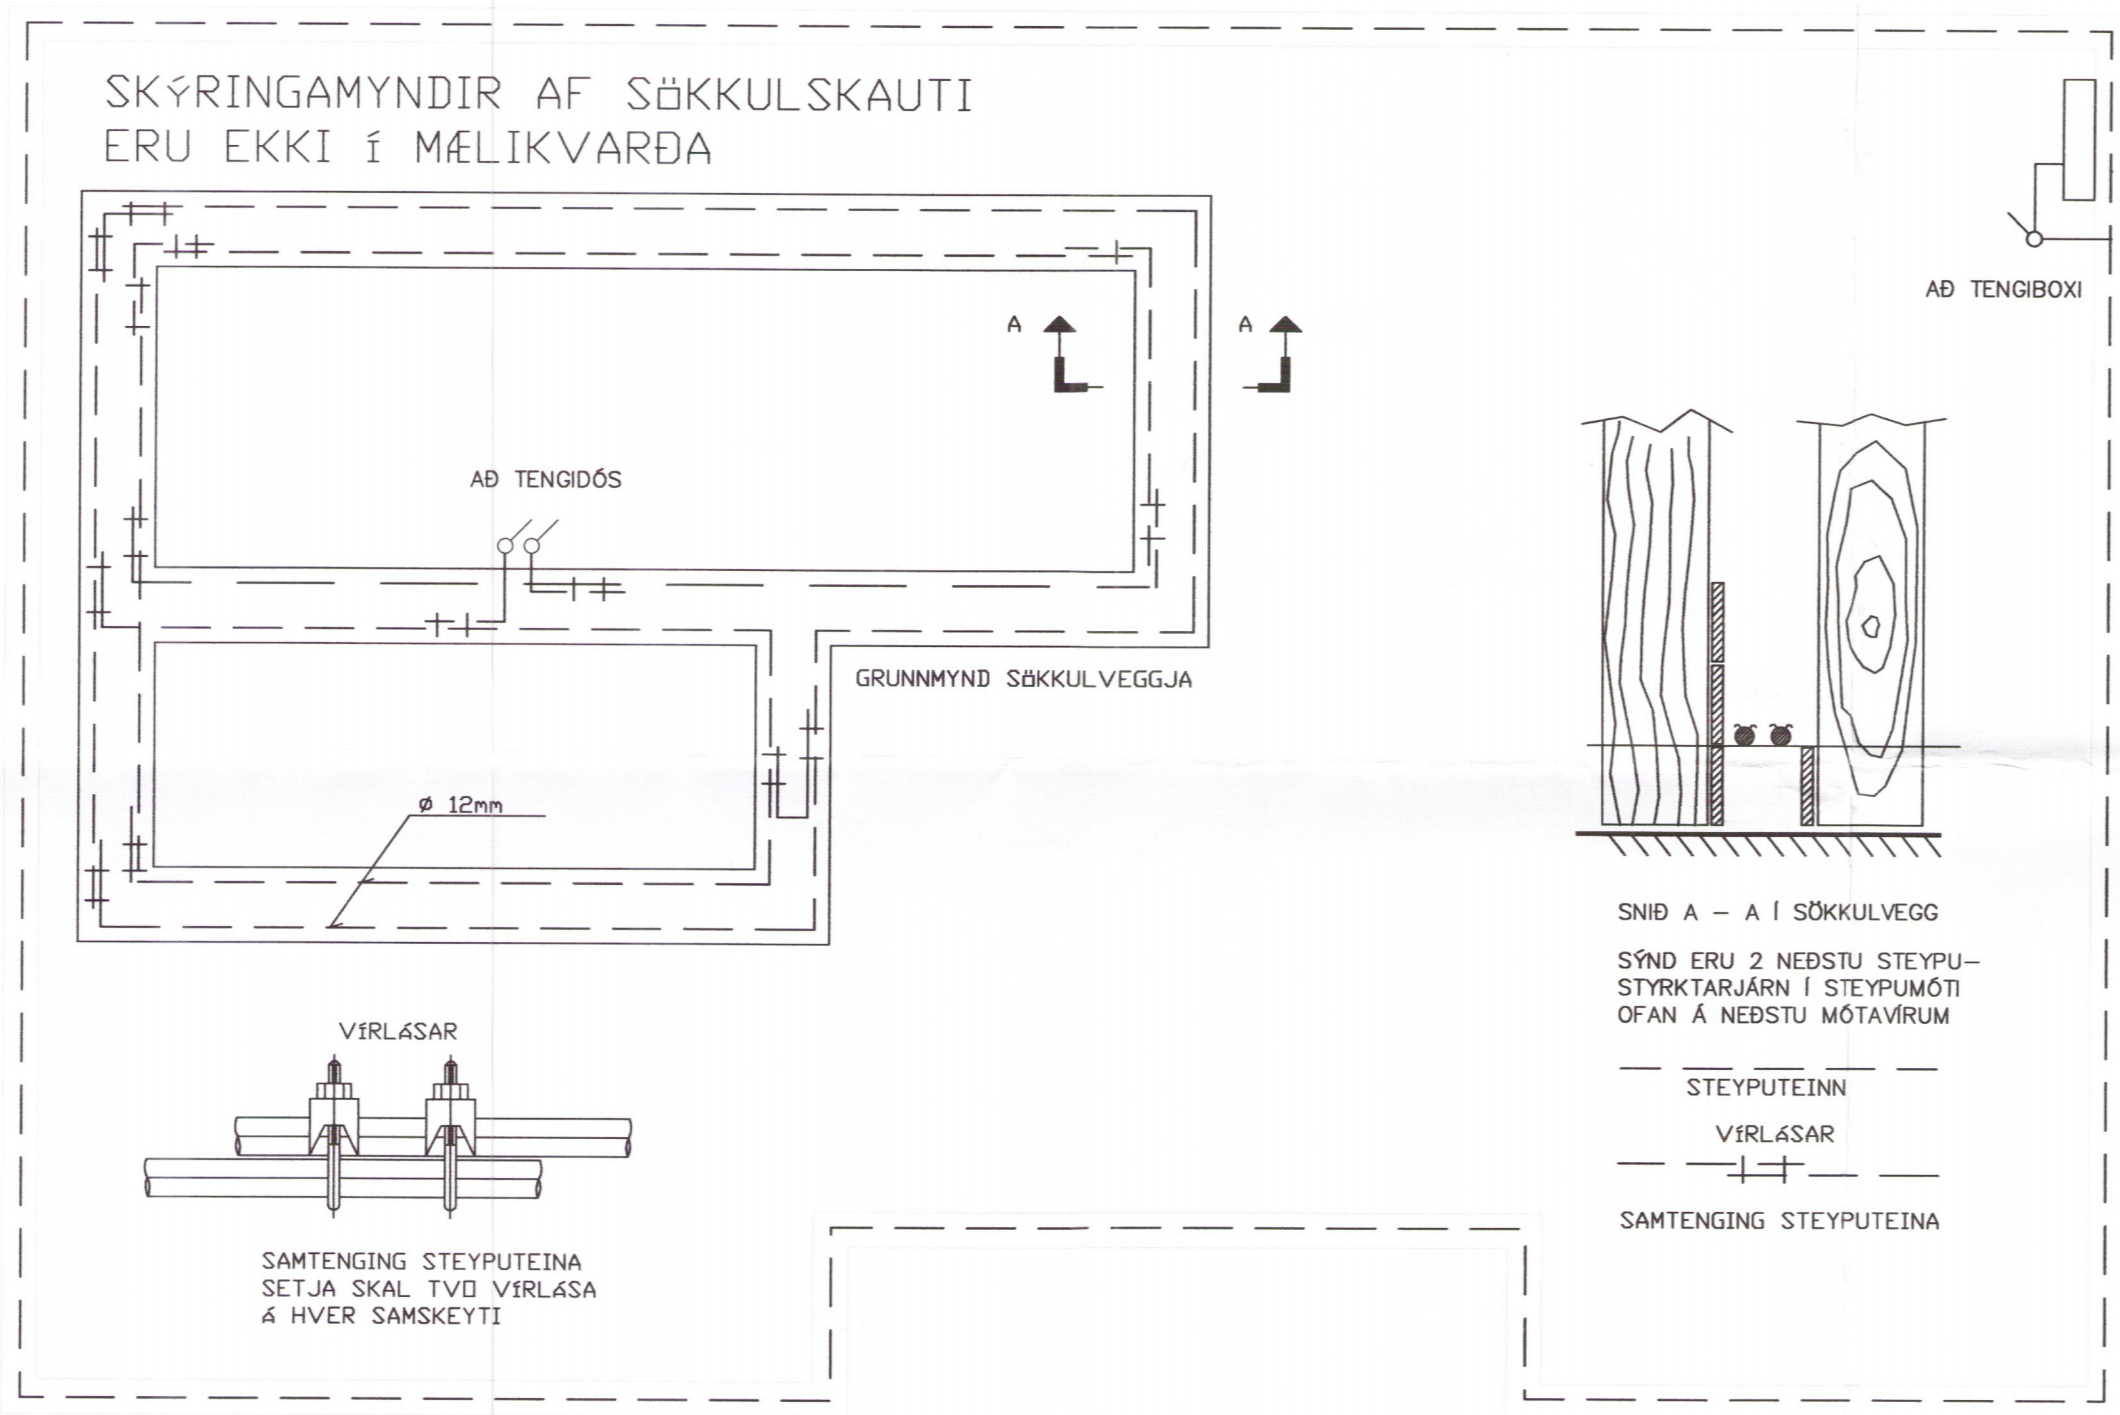 SKÝRINGAMYNDIR AF SÖKKULSKAUTI
ERU EKKI Í MÆLIKVARÐA
AÐ TENGIBOXI
A
A
AÐ TENGIDÓS
GRUNNMYND SÖKKULVEGGJA
Ø 12mm
SNIÐ A – A Í SÖKKULVEGG
SÝND ERU 2 NEÐSTU STEYPU–
STYRKTARJÁRN Í STEYPUMÓTI
OFAN Á NEÐSTU MÓTAVÍRUM
STEYPUTEINN
VÍRLÁSAR
SAMTENGING STEYPUTEINA
VÍRLÁSAR
SAMTENGING STEYPUTEINA
SETJA SKAL TVO VÍRLÁSA
Á HVER SAMSKEYTI